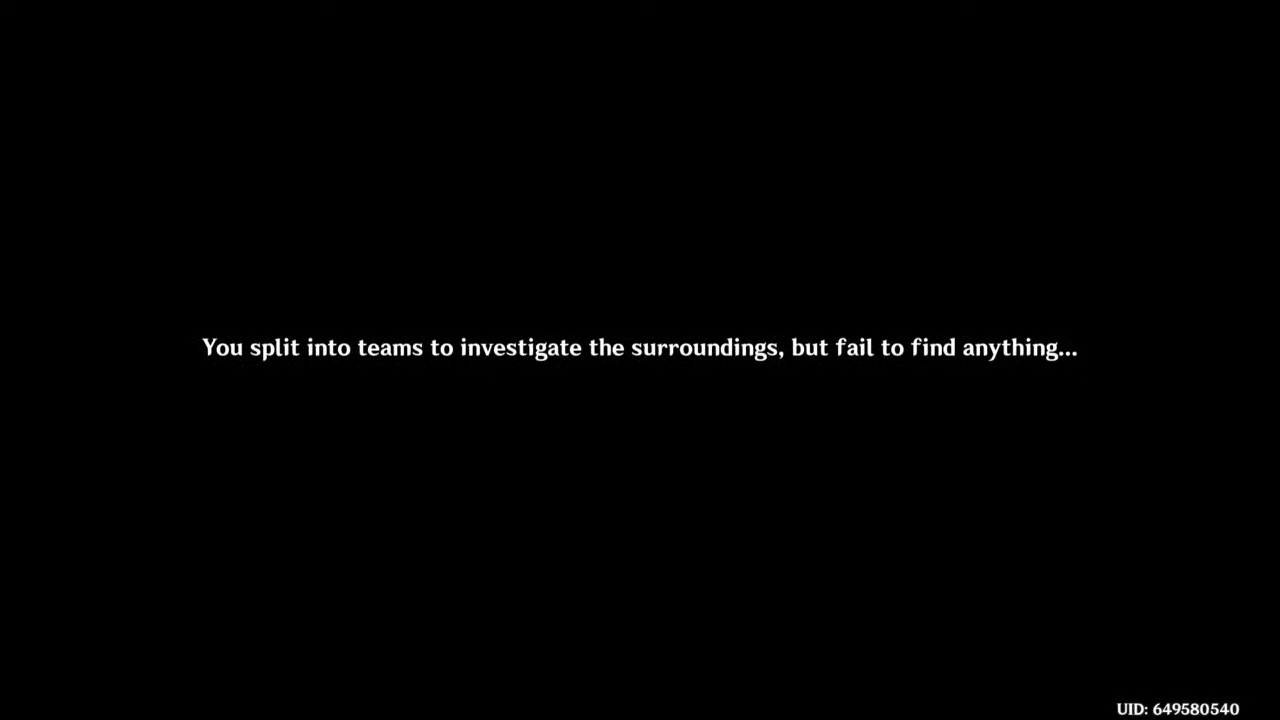 You split into teams to investigate the surroundings, but fail to find anything...
UID: 649580540